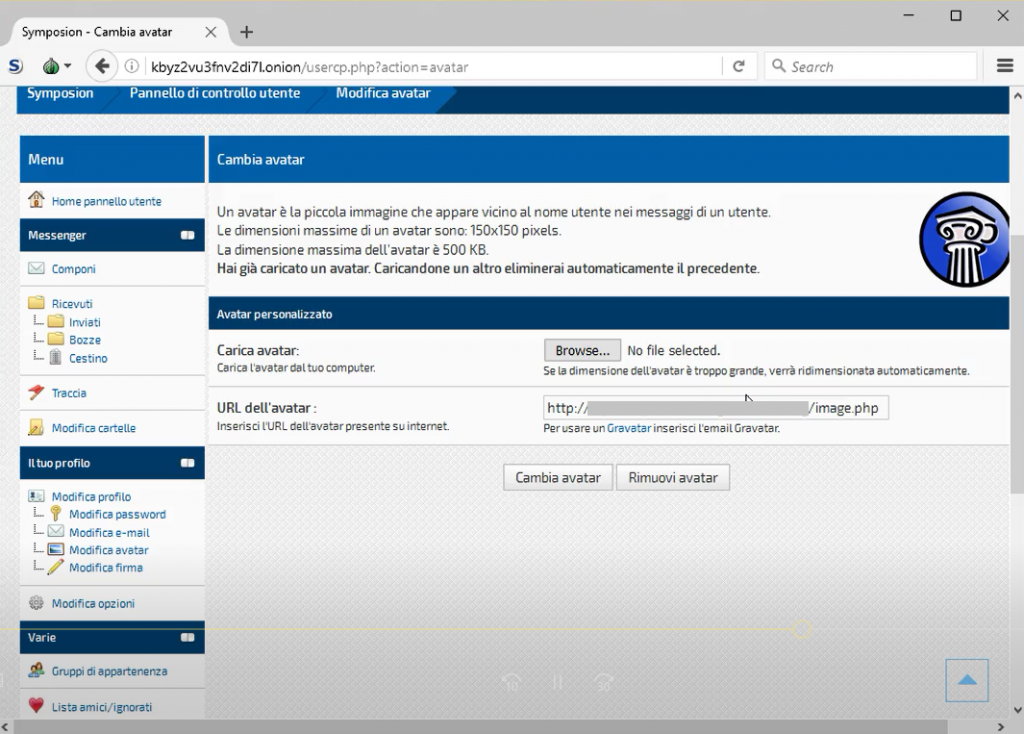 Symposion - Cambia avatar
kbyz2vu3fnv2di7l.onion/usercp.php?action=avatar
Search
Symposion
Pannello di controllo utente
Modifica avatar
Menu
Home pannello utente
Messenger
Componi
Ricevuti
Inviati
Bozze
Cestino
Traccia
Modifica cartelle
Il tuo profilo
Modifica profilo
Modifica password
Modifica e-mail
Modifica avatar
Modifica firma
Modifica opzioni
Varie
Gruppi di appartenenza
Lista amici/ignorati
Cambia avatar
Un avatar è la piccola immagine che appare vicino al nome utente nei messaggi di un utente.
Le dimensioni massime di un avatar sono: 150x150 pixels.
La dimensione massima dell'avatar è 500 KB.
Hai già caricato un avatar. Caricandone un altro eliminerai automaticamente il precedente.
Avatar personalizzato
Carica avatar:
Carica l'avatar dal tuo computer.
Browse... No file selected.
Se la dimensione dell'avatar è troppo grande, verrà ridimensionata automaticamente.
URL dell'avatar :
Inserisci l'URL dell'avatar presente su internet.
http:// /image.php
Per usare un Gravatar inserisci l'email Gravatar.
Cambia avatar
Rimuovi avatar
10
30